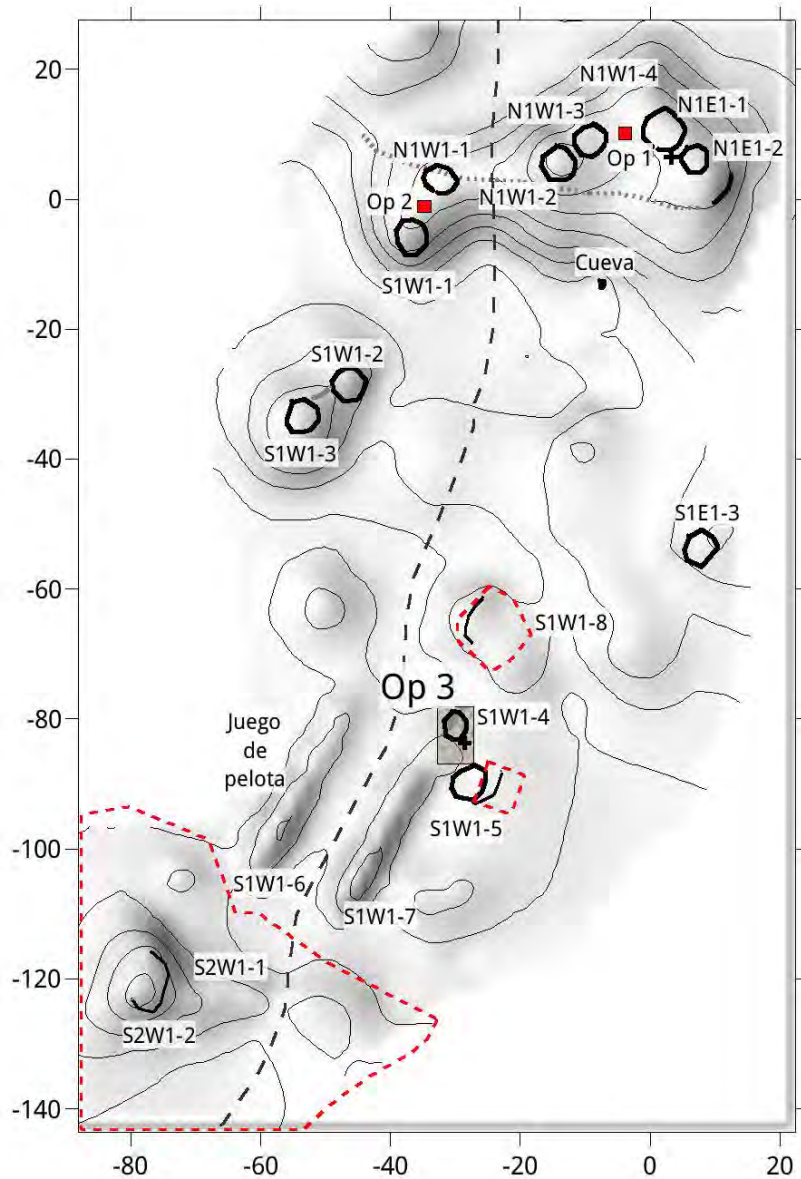 20
N1W1-4
N1W1-3
N1E1-1
N1W1-1
Op 1
N1E1-2
0
Op 2
N1W1-2
S1W1-1
Cueva
-20
S1W1-2
-40
S1W1-3
S1E1-3
-60
S1W1-8
Op 3
-80
S1W1-4
Juego
de
pelota
S1W1-5
-100
S1W1-6
S1W1-7
S2W1-1
-120
S2W1-2
-140
-80
-60
-40
-20
0
20